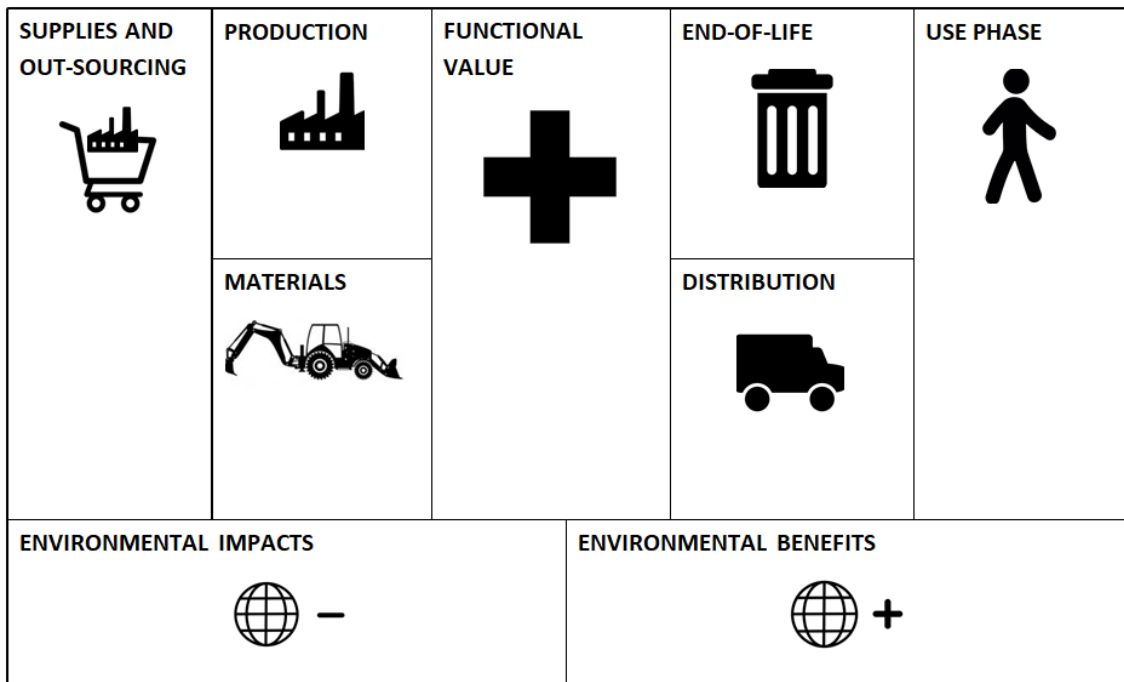 SUPPLIES AND
OUT-SOURCING
PRODUCTION
MATERIALS
FUNCTIONAL
VALUE
END-OF-LIFE
DISTRIBUTION
USE PHASE
ENVIRONMENTAL IMPACTS
ENVIRONMENTAL BENEFITS